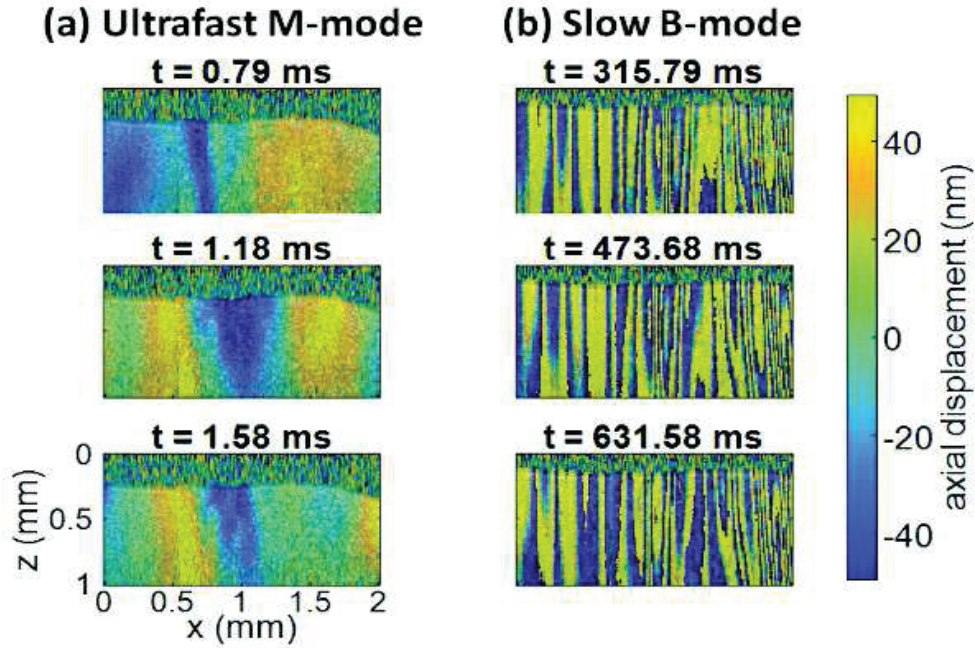 (a) Ultrafast M-mode
(b) Slow B-mode
t = 0.79 ms
t = 315.79 ms
t = 1.18 ms
t = 473.68 ms
t = 1.58 ms
t = 631.58 ms
0
0.5
1
z (mm)
0 0.5 1 1.5 2
x (mm)
40
20
0
-20
-40
axial displacement (nm)